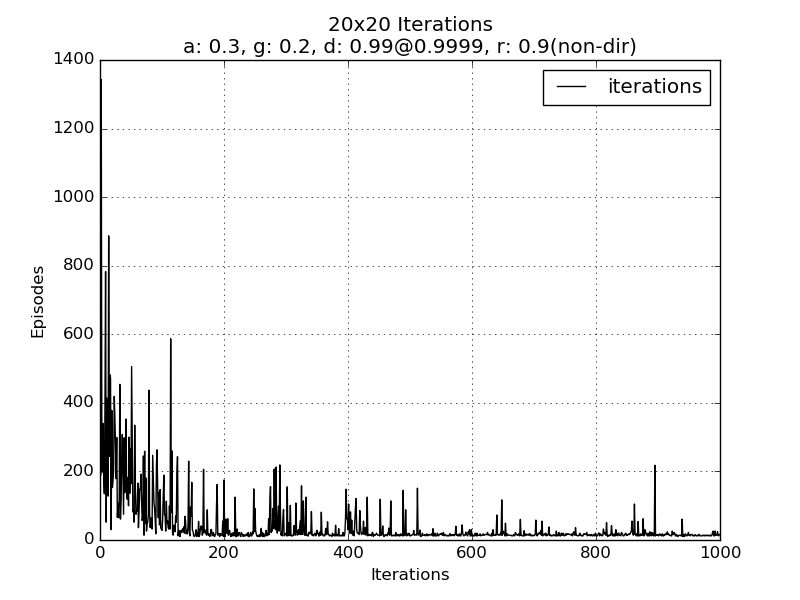 20x20 Iterations
a: 0.3, g: 0.2, d: 0.99@0.9999, r: 0.9(non-dir)
iterations
1400
1200
1000
800
600
400
200
0
Episodes
0 200 400 600 800 1000
Iterations